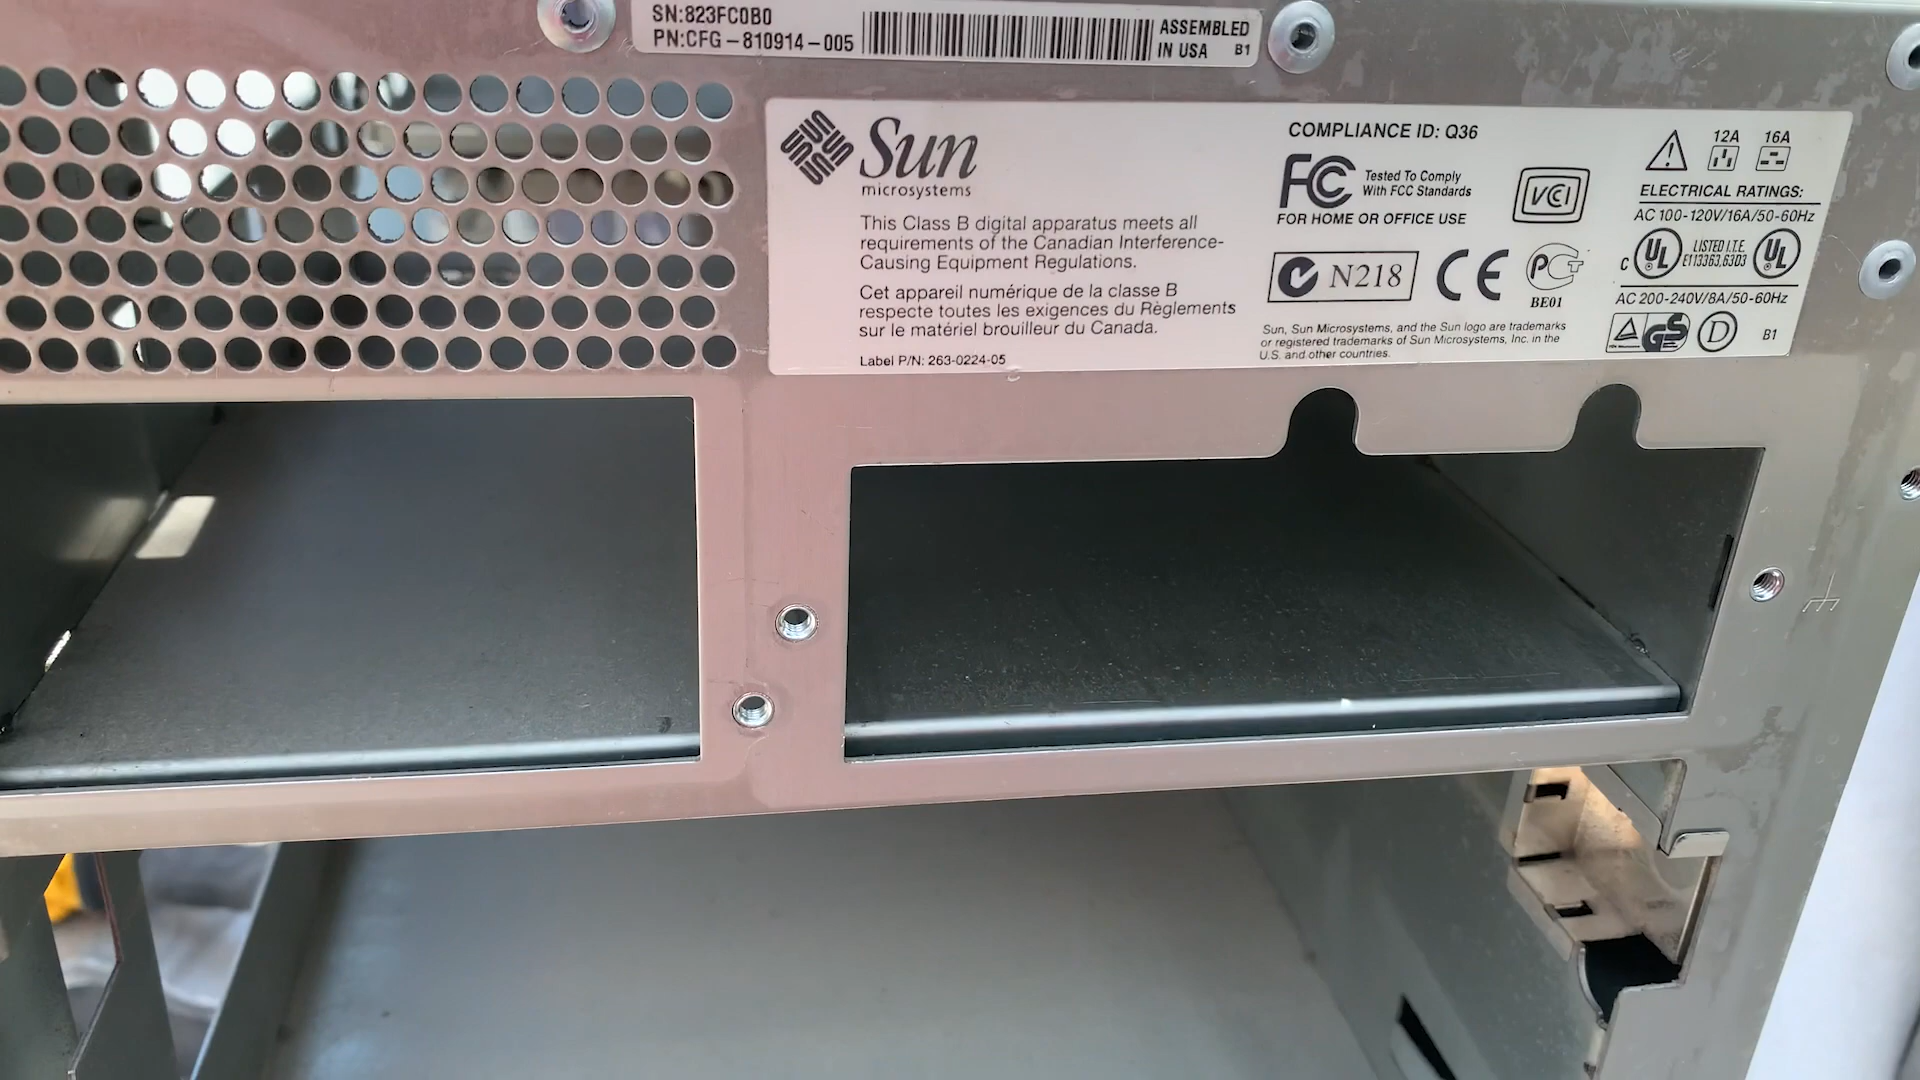 SN:823FC0B0
PN:CFG-810914-005
ASSEMBLED
IN USA B1
Sun
microsystems
This Class B digital apparatus meets all
requirements of the Canadian Interference-
Causing Equipment Regulations.
Cet appareil numérique de la classe B
respecte toutes les exigences du Règlements
sur le matériel brouilleur du Canada.
Label P/N: 263-0224-05
COMPLIANCE ID: Q36
FC Tested To Comply
With FCC Standards
FOR HOME OR OFFICE USE
VCI
N218 CE PCT
BE01
Sun, Sun Microsystems, and the Sun logo are trademarks
or registered trademarks of Sun Microsystems, Inc. in the
U.S. and other countries.
12A 16A
ELECTRICAL RATINGS:
AC 100-120V/16A/50-60Hz
C UL LISTED I.T.E. UL
E113363,63D3
AC 200-240V/8A/50-60Hz
GS D B1